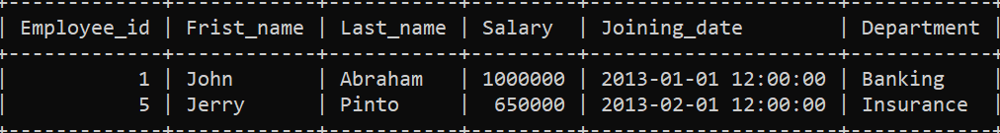 | Employee_id | Frist_name | Last_name | Salary | Joining_date | Department |
| 1 | John | Abraham | 1000000 | 2013-01-01 12:00:00 | Banking |
| 5 | Jerry | Pinto | 650000 | 2013-02-01 12:00:00 | Insurance |